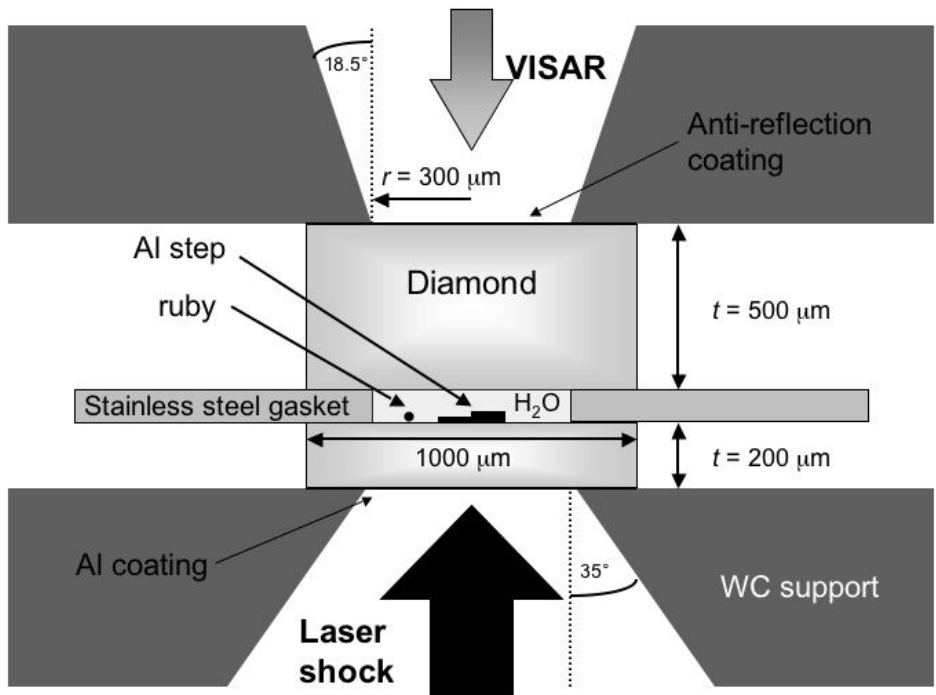 18.5°
VISAR
Anti-reflection
coating
r = 300 μm
Al step
ruby
Diamond
t = 500 μm
Stainless steel gasket
H₂O
1000 μm
t = 200 μm
Al coating
35°
WC support
Laser
shock